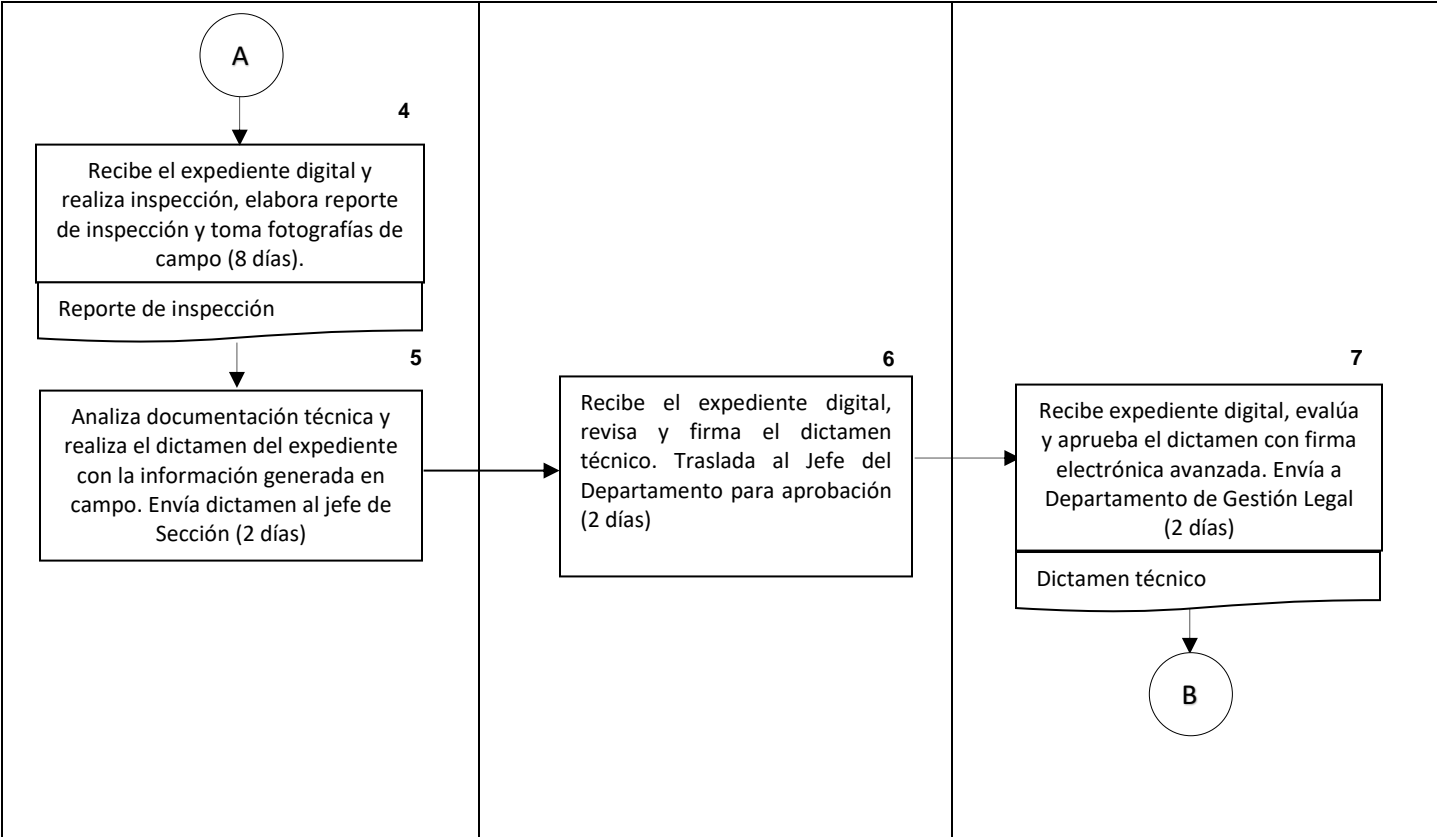 A
4
Recibe el expediente digital y
realiza inspección, elabora reporte
de inspección y toma fotografías de
campo (8 días).
Reporte de inspección
5
Analiza documentación técnica y
realiza el dictamen del expediente
con la información generada en
campo. Envía dictamen al jefe de
Sección (2 días)
6
Recibe el expediente digital,
revisa y firma el dictamen
técnico. Traslada al Jefe del
Departamento para aprobación
(2 días)
7
Recibe expediente digital, evalúa
y aprueba el dictamen con firma
electrónica avanzada. Envía a
Departamento de Gestión Legal
(2 días)
Dictamen técnico
B